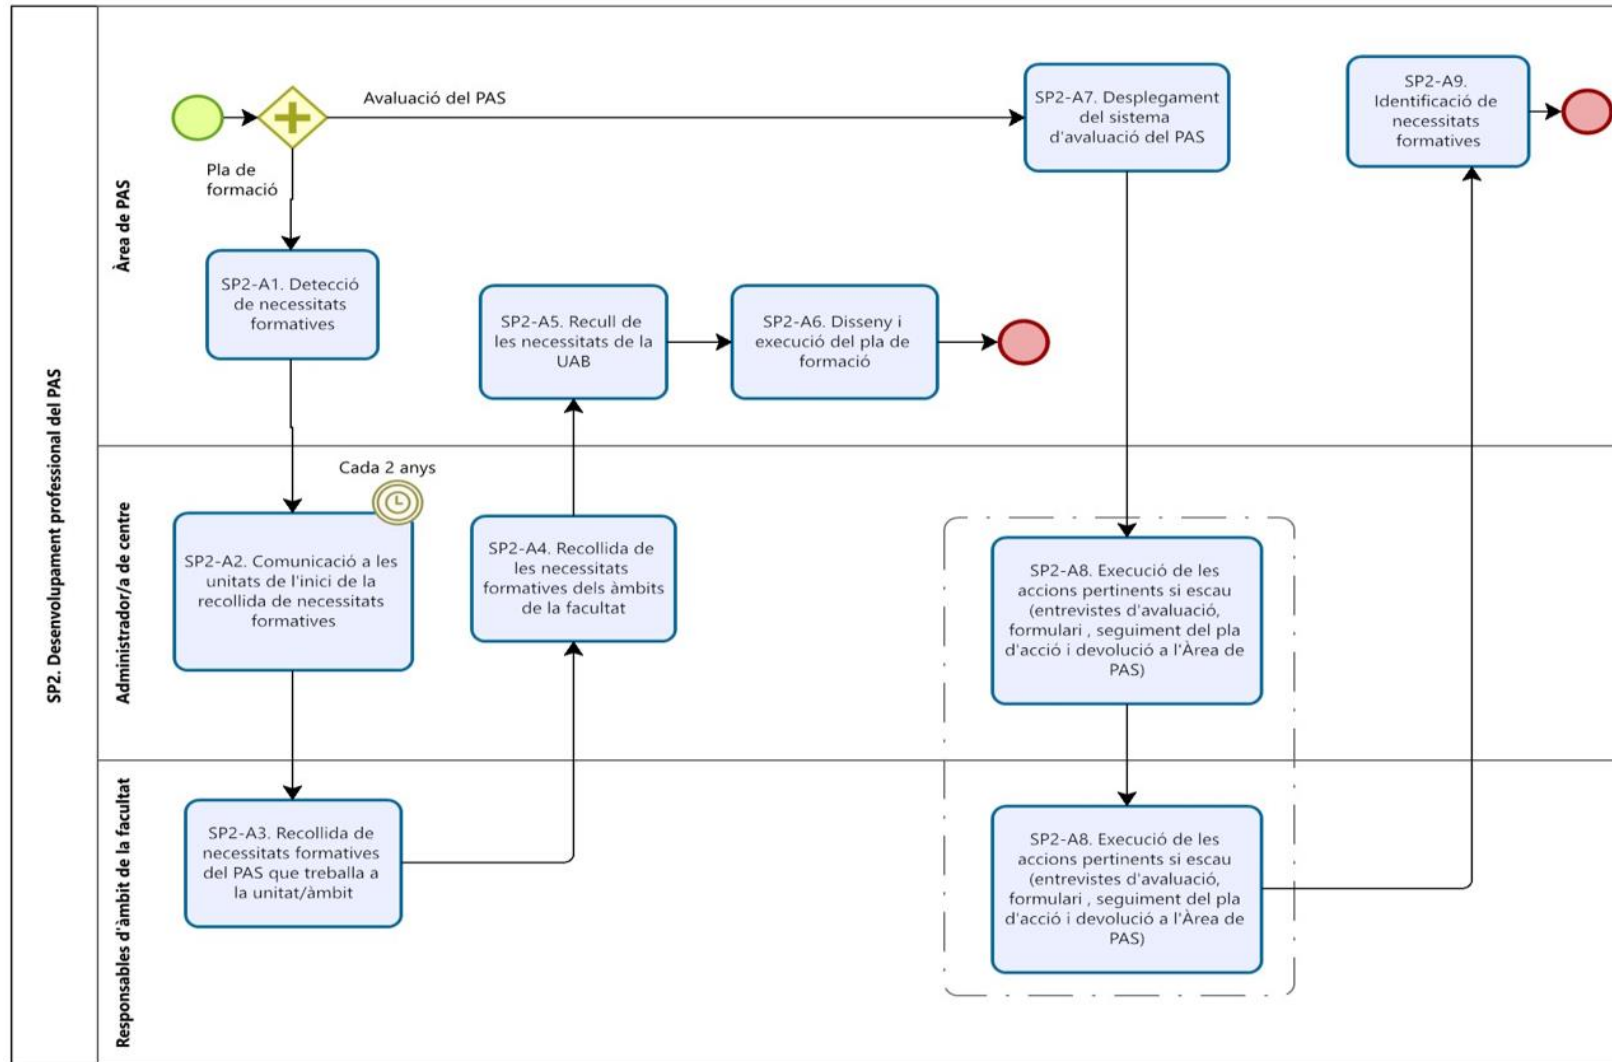 SP2. Desenvolupament professional del PAS
Àrea de PAS
Avaluació del PAS
Pla de
formació
SP2-A7. Desplegament
del sistema
d'avaluació del PAS
SP2-A9.
Identificació de
necessitats
formatives
SP2-A1. Detecció
de necessitats
formatives
SP2-A5. Recull de
les necessitats de la
UAB
SP2-A6. Disseny i
execució del pla de
formació
Administrador/a de centre
Cada 2 anys
SP2-A2. Comunicació a les
unitats de l'inici de la
recollida de necessitats
formatives
SP2-A4. Recollida de
les necessitats
formatives dels àmbits
de la facultat
SP2-A8. Execució de les
accions pertinents si escau
(entrevistes d'avaluació,
formulari , seguiment del pla
d'acció i devolució a l'Àrea de
PAS)
Responsables d'àmbit de la facultat
SP2-A3. Recollida de
necessitats formatives
del PAS que treballa a
la unitat/àmbit
SP2-A8. Execució de les
accions pertinents si escau
(entrevistes d'avaluació,
formulari , seguiment del pla
d'acció i devolució a l'Àrea de
PAS)